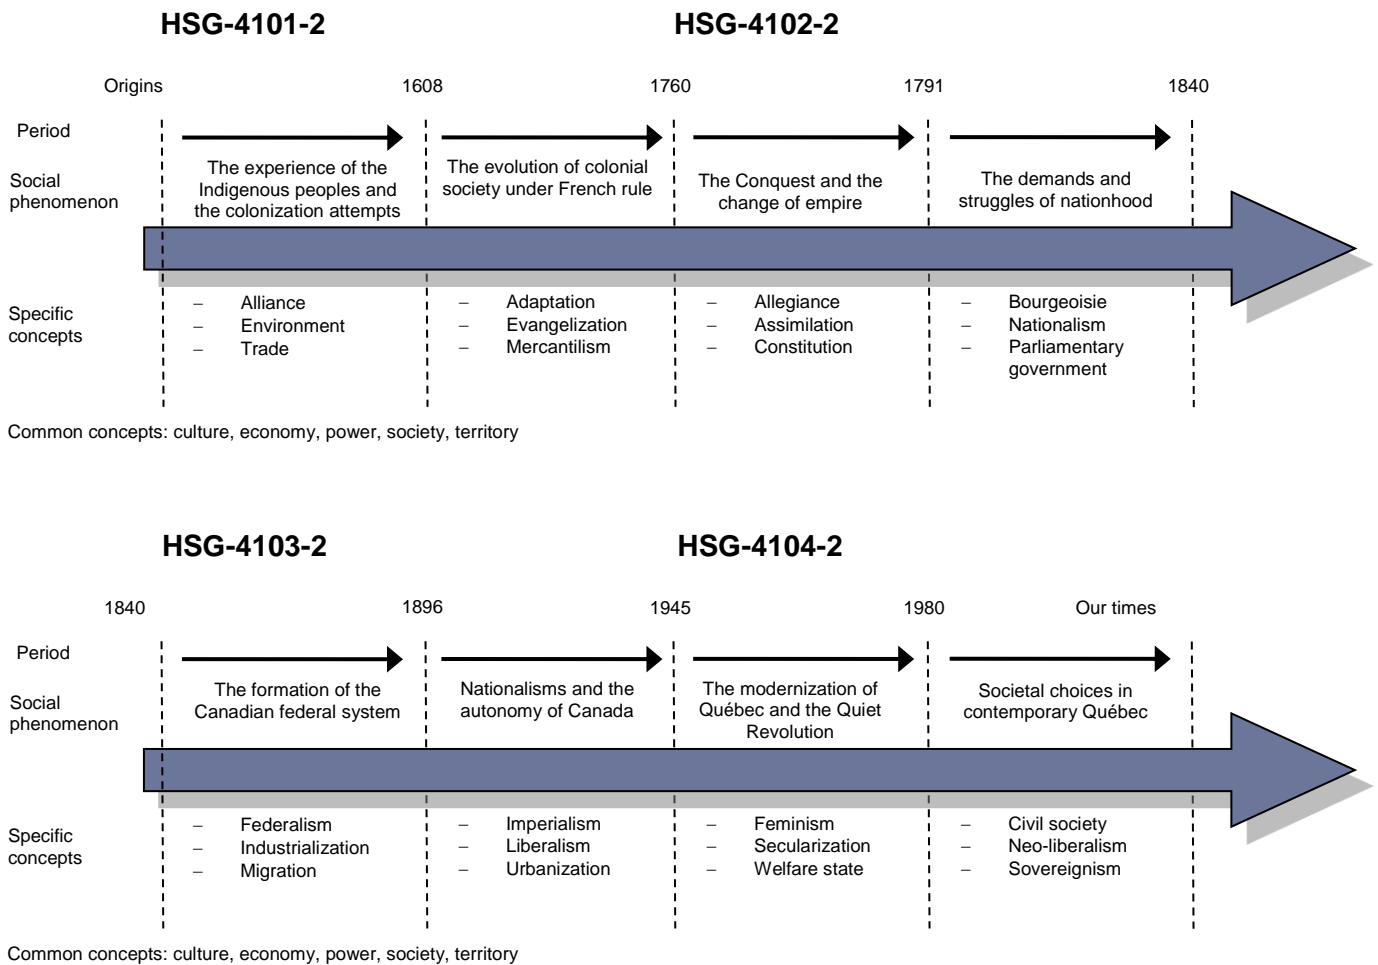 HSG-4101-2 HSG-4102-2
Origins 1608 1760 1791 1840
Period
Social
phenomenon
The experience of the
Indigenous peoples and
the colonization attempts
The evolution of colonial
society under French rule
The Conquest and the
change of empire
The demands and
struggles of nationhood
Specific
concepts
– Alliance
– Environment
– Trade
– Adaptation
– Evangelization
– Mercantilism
– Allegiance
– Assimilation
– Constitution
– Bourgeoisie
– Nationalism
– Parliamentary
government
Common concepts: culture, economy, power, society, territory
HSG-4103-2 HSG-4104-2
1840 1896 1945 1980 Our times
Period
Social
phenomenon
The formation of the
Canadian federal system
Nationalisms and the
autonomy of Canada
The modernization of
Québec and the Quiet
Revolution
Societal choices in
contemporary Québec
Specific
concepts
– Federalism
– Industrialization
– Migration
– Imperialism
– Liberalism
– Urbanization
– Feminism
– Secularization
– Welfare state
– Civil society
– Neo-liberalism
– Sovereignism
Common concepts: culture, economy, power, society, territory